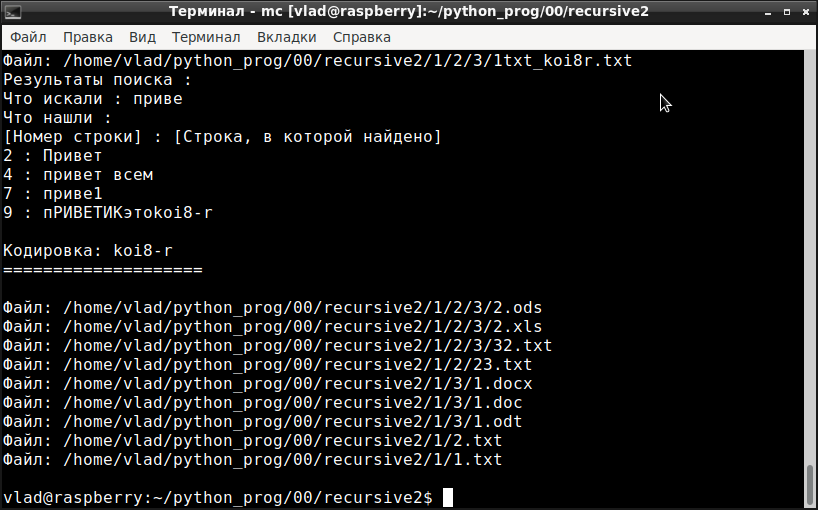 Терминал - mc [vlad@raspberry]:~/python_prog/00/recursive2
Файл Правка Вид Терминал Вкладки Справка
Файл: /home/vlad/python_prog/00/recursive2/1/2/3/1txt_koi8r.txt
Результаты поиска :
Что искали : приве
Что нашли :
[Номер строки] : [Строка, в которой найдено]
2 : Привет
4 : привет всем
7 : приве1
9 : пРИВЕТИКэтоkoi8-r
Кодировка: koi8-r
====================
Файл: /home/vlad/python_prog/00/recursive2/1/2/3/2.ods
Файл: /home/vlad/python_prog/00/recursive2/1/2/3/2.xls
Файл: /home/vlad/python_prog/00/recursive2/1/2/3/32.txt
Файл: /home/vlad/python_prog/00/recursive2/1/2/23.txt
Файл: /home/vlad/python_prog/00/recursive2/1/3/1.docx
Файл: /home/vlad/python_prog/00/recursive2/1/3/1.doc
Файл: /home/vlad/python_prog/00/recursive2/1/3/1.odt
Файл: /home/vlad/python_prog/00/recursive2/1/2.txt
Файл: /home/vlad/python_prog/00/recursive2/1/1.txt
vlad@raspberry:~/python_prog/00/recursive2$